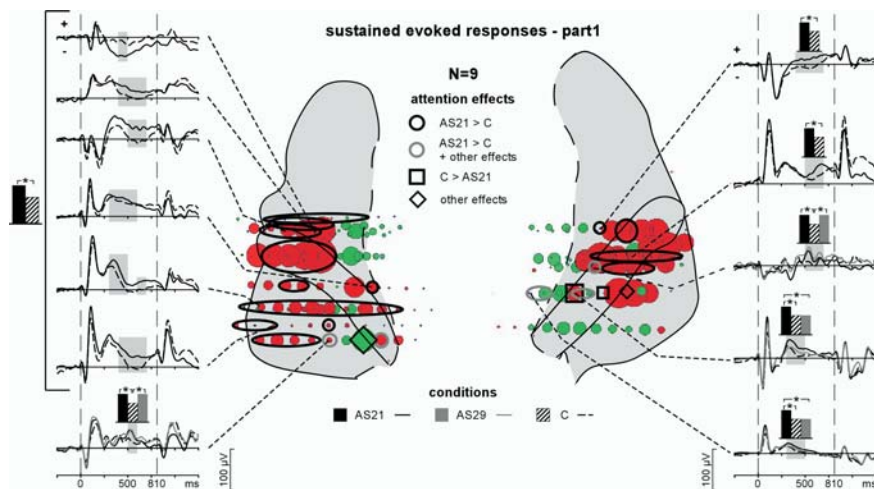 sustained evoked responses - part1
N=9
attention effects
AS21 > C
AS21 > C
+ other effects
C > AS21
other effects
conditions
AS21
AS29
C
+
-
*
* *
0 500 810 ms
100 µV
+
-
*
*
* *
*
*
0 500 810 ms
100 µV